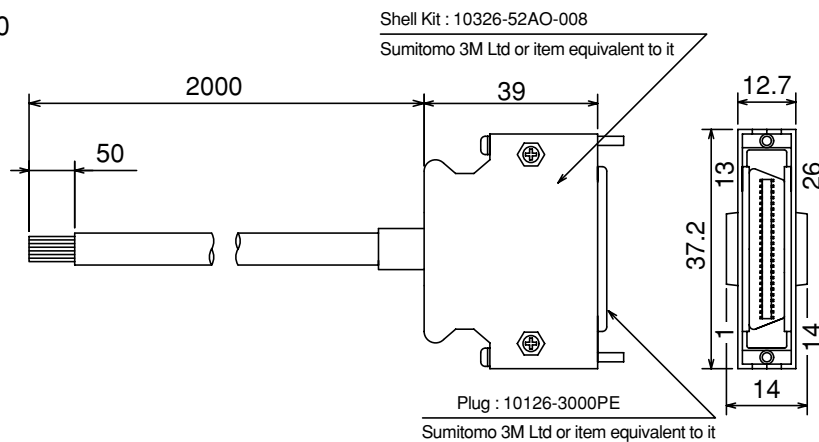 0
Shell Kit : 10326-52AO-008
Sumitomo 3M Ltd or item equivalent to it
2000
39
12.7
50
13
26
37.2
1
14
14
Plug : 10126-3000PE
Sumitomo 3M Ltd or item equivalent to it